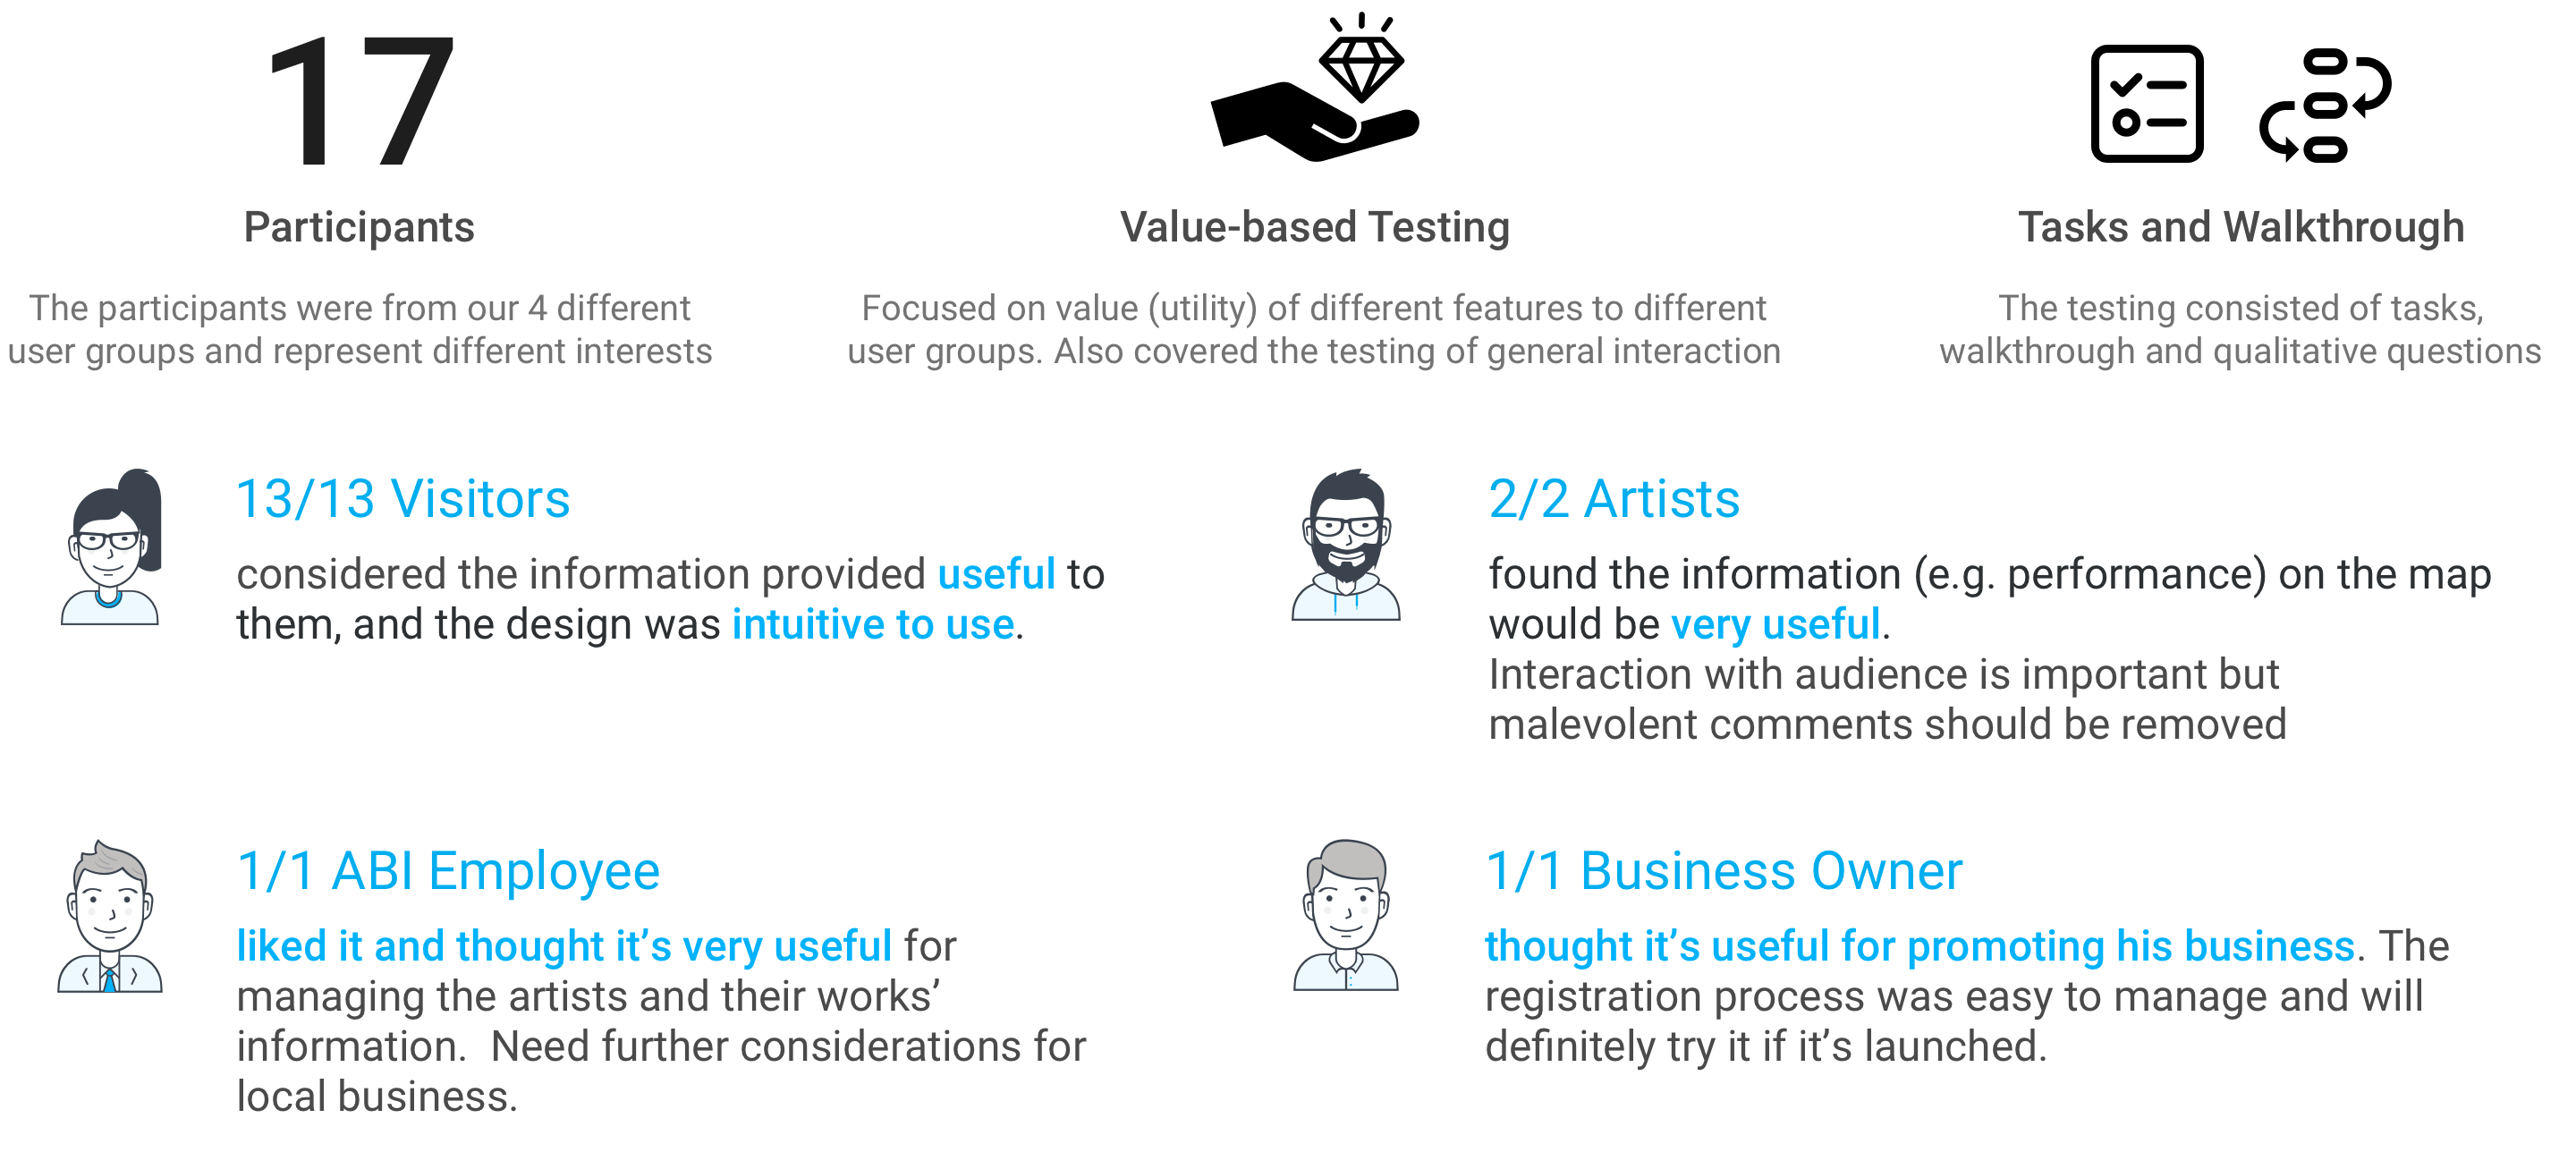 17
Participants
The participants were from our 4 different
user groups and represent different interests
Value-based Testing
Focused on value (utility) of different features to different
user groups. Also covered the testing of general interaction
Tasks and Walkthrough
The testing consisted of tasks,
walkthrough and qualitative questions
13/13 Visitors
considered the information provided useful to
them, and the design was intuitive to use.
2/2 Artists
found the information (e.g. performance) on the map
would be very useful.
Interaction with audience is important but
malevolent comments should be removed
1/1 ABI Employee
liked it and thought it’s very useful for
managing the artists and their works’
information.  Need further considerations for
local business.
1/1 Business Owner
thought it’s useful for promoting his business. The
registration process was easy to manage and will
definitely try it if it’s launched.